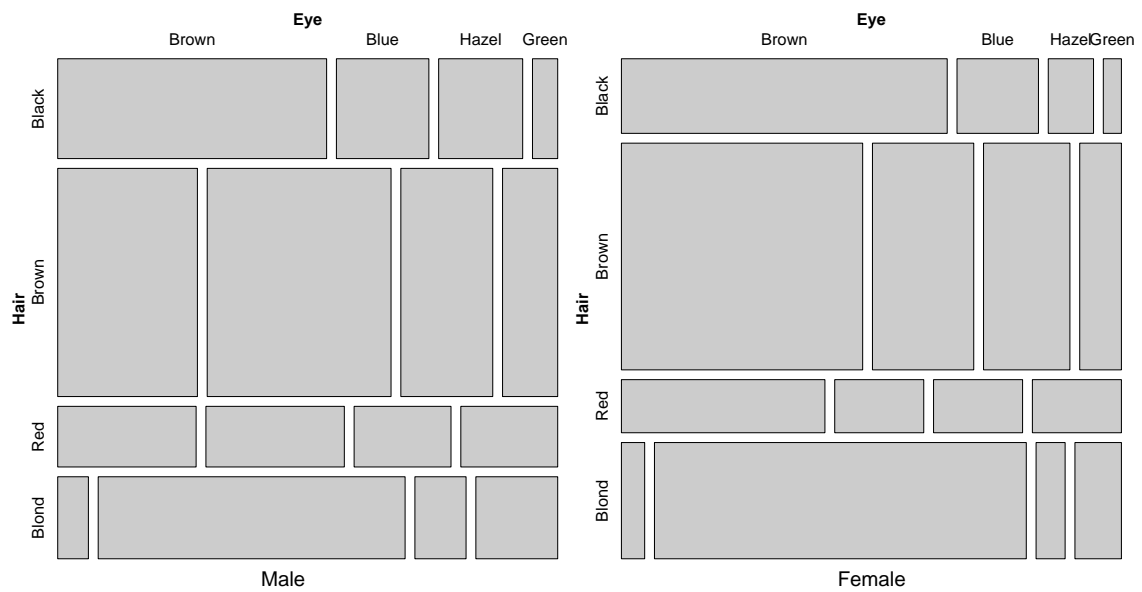 Eye
Brown Blue Hazel Green
Hair
Black
Brown
Red
Blond
Male
Eye
Brown Blue Hazel Green
Hair
Black
Brown
Red
Blond
Female